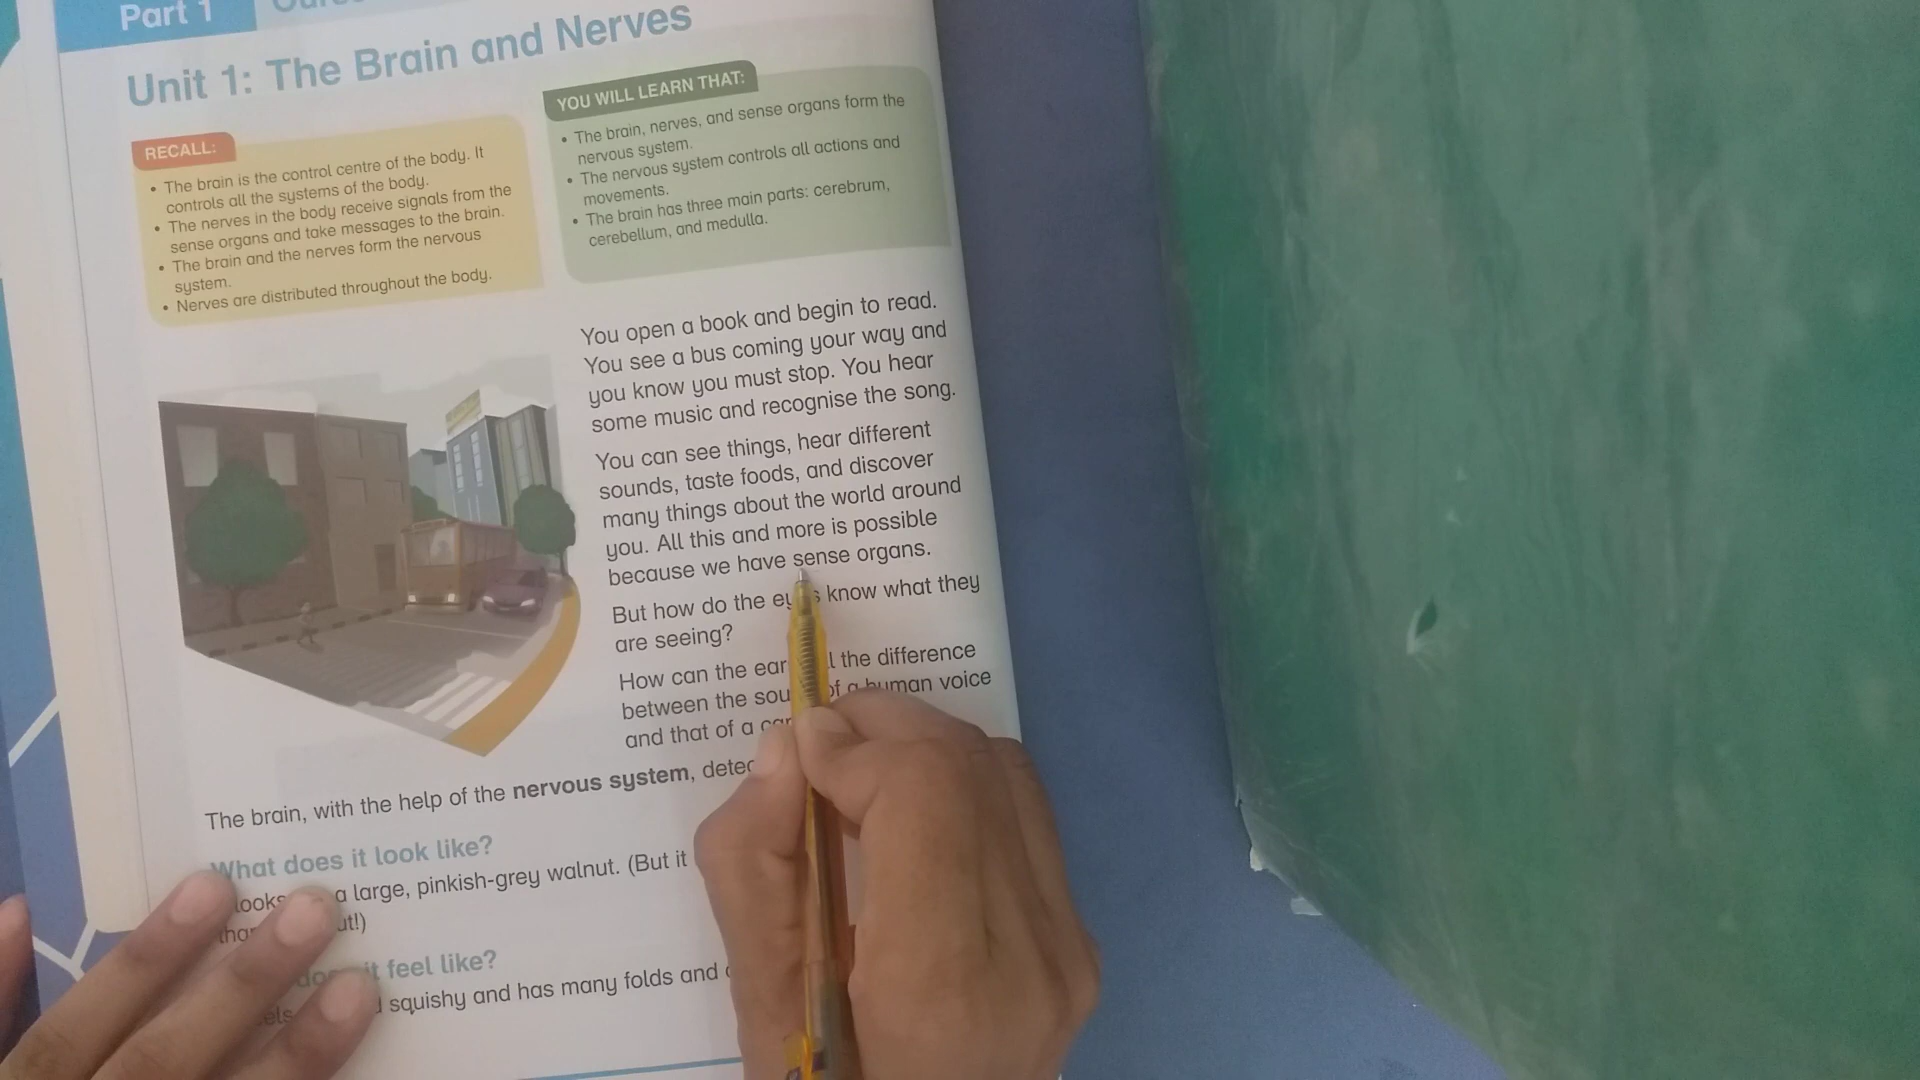 Part 1
Unit 1: The Brain and Nerves
RECALL:
• The brain is the control centre of the body. It
controls all the systems of the body.
• The nerves in the body receive signals from the
sense organs and take messages to the brain.
• The brain and the nerves form the nervous
system.
• Nerves are distributed throughout the body.
YOU WILL LEARN THAT:
• The brain, nerves, and sense organs form the
nervous system.
• The nervous system controls all actions and
movements.
• The brain has three main parts: cerebrum,
cerebellum, and medulla.
You open a book and begin to read.
You see a bus coming your way and
you know you must stop. You hear
some music and recognise the song.
You can see things, hear different
sounds, taste foods, and discover
many things about the world around
you. All this and more is possible
because we have sense organs.
But how do the know what they
are seeing?
How can the the difference
between the of a human voice
and that of a
The brain, with the help of the nervous system,
What does it look like?
a large, pinkish-grey walnut. (But it
feel like?
squishy and has many folds and